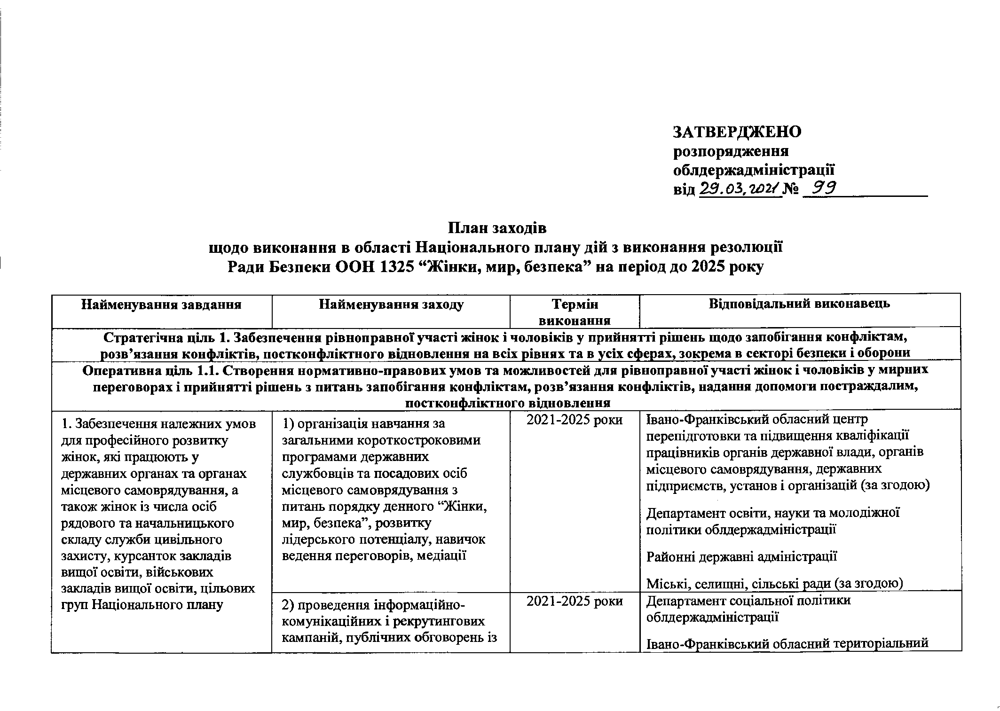 ЗАТВЕРДЖЕНО
розпорядження
облдержадміністрації
від 29.03.2021 № 99
План заходів
щодо виконання в області Національного плану дій з виконання резолюції
Ради Безпеки ООН 1325 “Жінки, мир, безпека” на період до 2025 року
Найменування завдання
Найменування заходу
Термін
виконання
Відповідальний виконавець
Стратегічна ціль 1. Забезпечення рівноправної участі жінок і чоловіків у прийнятті рішень щодо запобігання конфліктам,
розв’язання конфліктів, постконфліктного відновлення на всіх рівнях та в усіх сферах, зокрема в секторі безпеки і оборони
Оперативна ціль 1.1. Створення нормативно-правових умов та можливостей для рівноправної участі жінок і чоловіків у мирних
переговорах і прийнятті рішень з питань запобігання конфліктам, розв’язання конфліктів, надання допомоги постраждалим,
постконфліктного відновлення
1. Забезпечення належних умов
для професійного розвитку
жінок, які працюють у
державних органах та органах
місцевого самоврядування, а
також жінок із числа осіб
рядового та начальницького
складу служби цивільного
захисту, курсанток закладів
вищої освіти, військових
закладів вищої освіти, цільових
груп Національного плану
1) організація навчання за
загальними короткостроковими
програмами державних
службовців та посадових осіб
місцевого самоврядування з
питань порядку денного “Жінки,
мир, безпека”, розвитку
лідерського потенціалу, навичок
ведення переговорів, медіації
2021-2025 роки
Івано-Франківський обласний центр
перепідготовки та підвищення кваліфікації
працівників органів державної влади, органів
місцевого самоврядування, державних
підприємств, установ і організацій (за згодою)
Департамент освіти, науки та молодіжної
політики облдержадміністрації
Районні державні адміністрації
Міські, селищні, сільські ради (за згодою)
2) проведення інформаційно-
комунікаційних і рекрутингових
кампаній, публічних обговорень із
2021-2025 роки
Департамент соціальної політики
облдержадміністрації
Івано-Франківський обласний територіальний